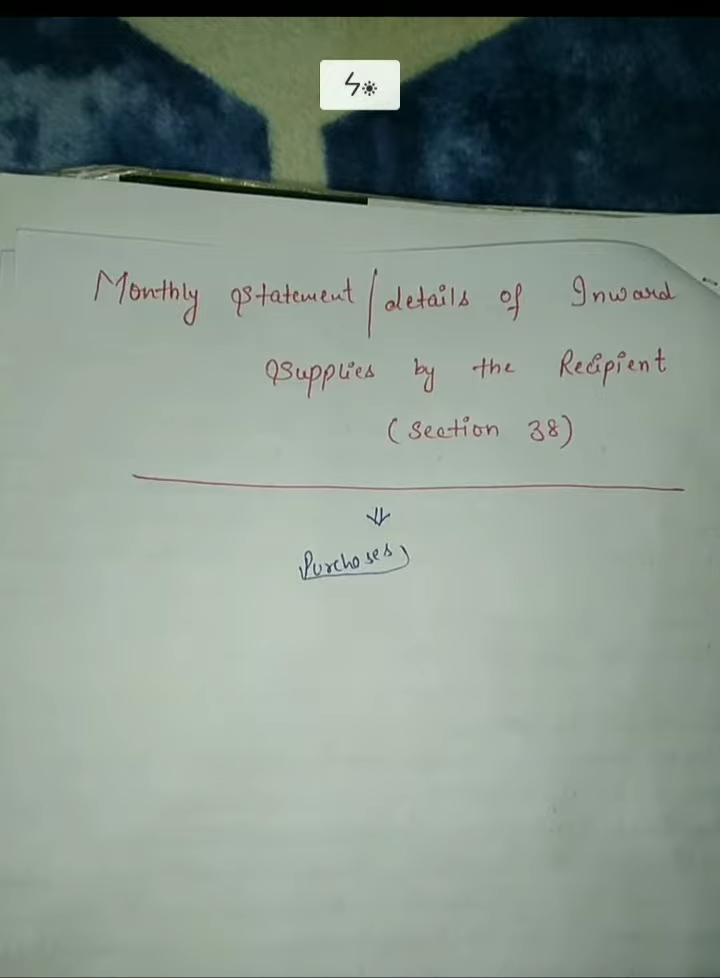 Monthly statement / details of Inward
Supplies by the Recipient
(Section 38)
⇓
Purchases